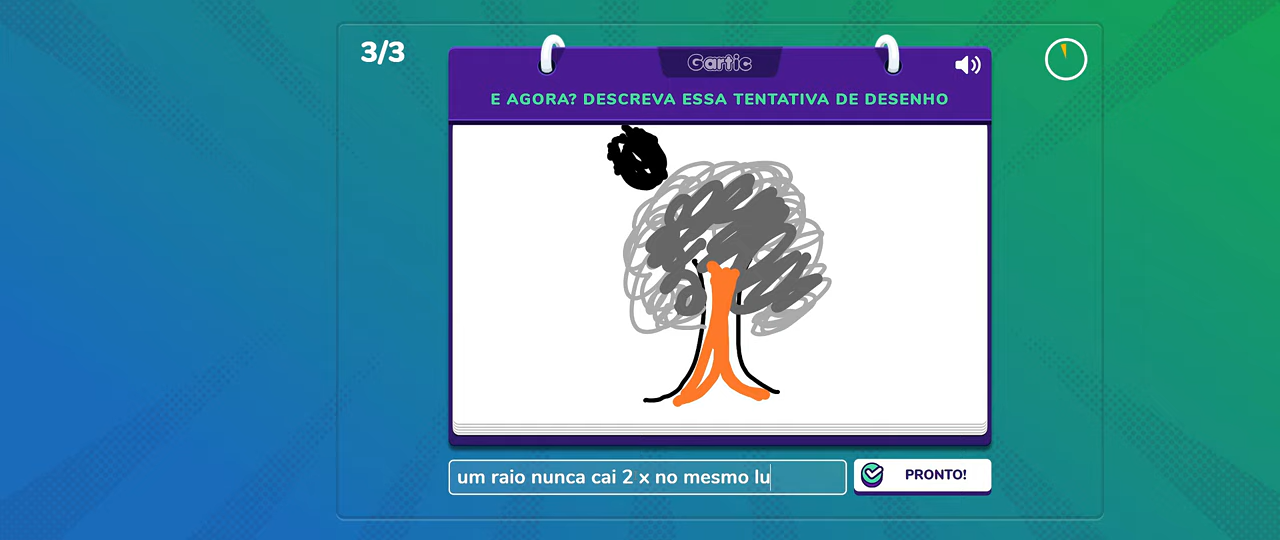 3/3
Gartic
E AGORA? DESCREVA ESSA TENTATIVA DE DESENHO
um raio nunca cai 2 x no mesmo lu
PRONTO!